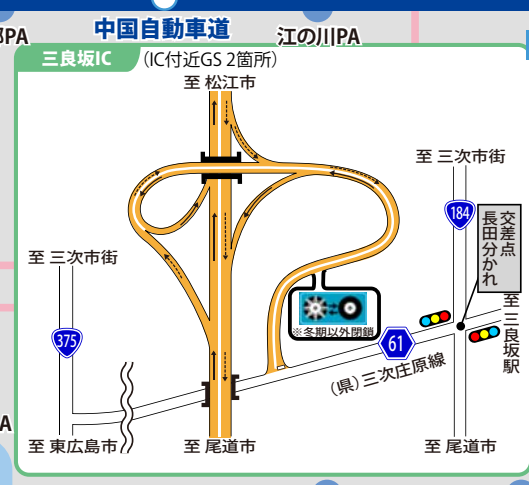 中国自動車道
PA
江の川PA
三良坂IC
(IC付近GS 2箇所)
至 松江市
至 三次市街
184
交差点
長田分かれ
至 三次市街
至 三良坂駅
375
※冬期以外閉鎖
61
(県)三次庄原線
A
至 東広島市
至 尾道市
至 尾道市